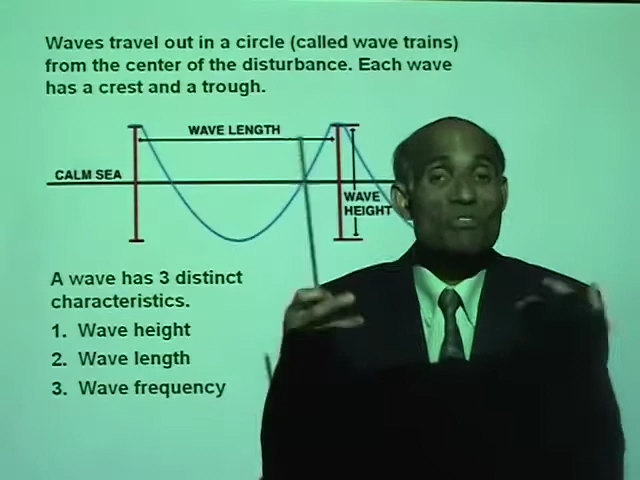 Waves travel out in a circle (called wave trains)
from the center of the disturbance. Each wave
has a crest and a trough.
WAVE LENGTH
CALM SEA
WAVE
HEIGHT
A wave has 3 distinct
characteristics.
1. Wave height
2. Wave length
3. Wave frequency